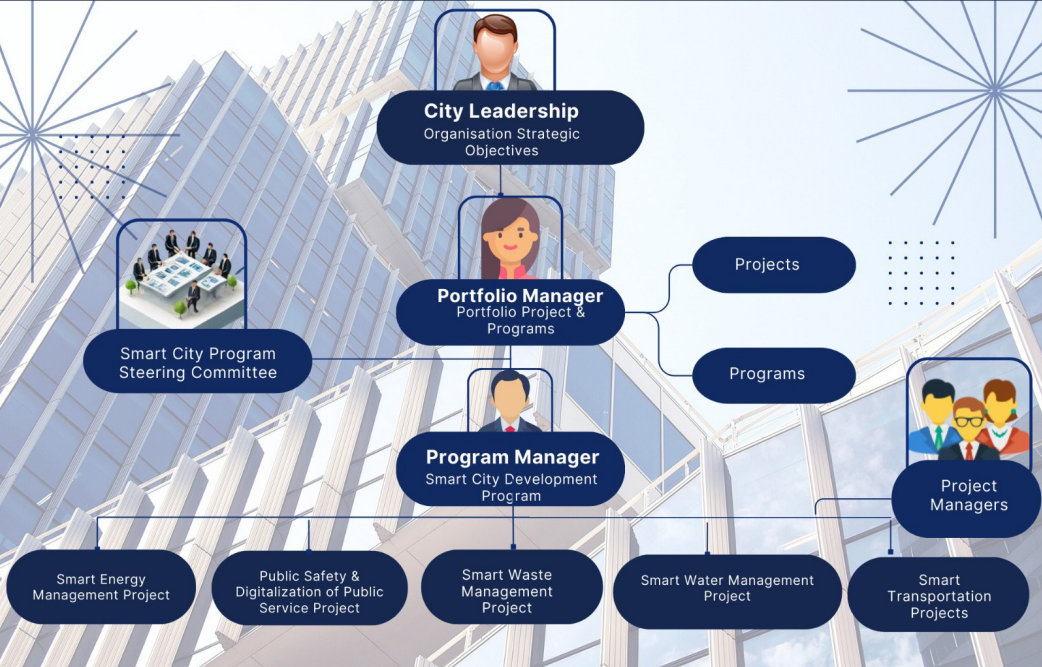 City Leadership
Organisation Strategic
Objectives
Portfolio Manager
Portfolio Project &
Programs
Projects
Programs
Smart City Program
Steering Committee
Program Manager
Smart City Development
Program
Project
Managers
Smart Energy
Management Project
Public Safety &
Digitalization of Public
Service Project
Smart Waste
Management
Project
Smart Water Management
Project
Smart
Transportation
Projects